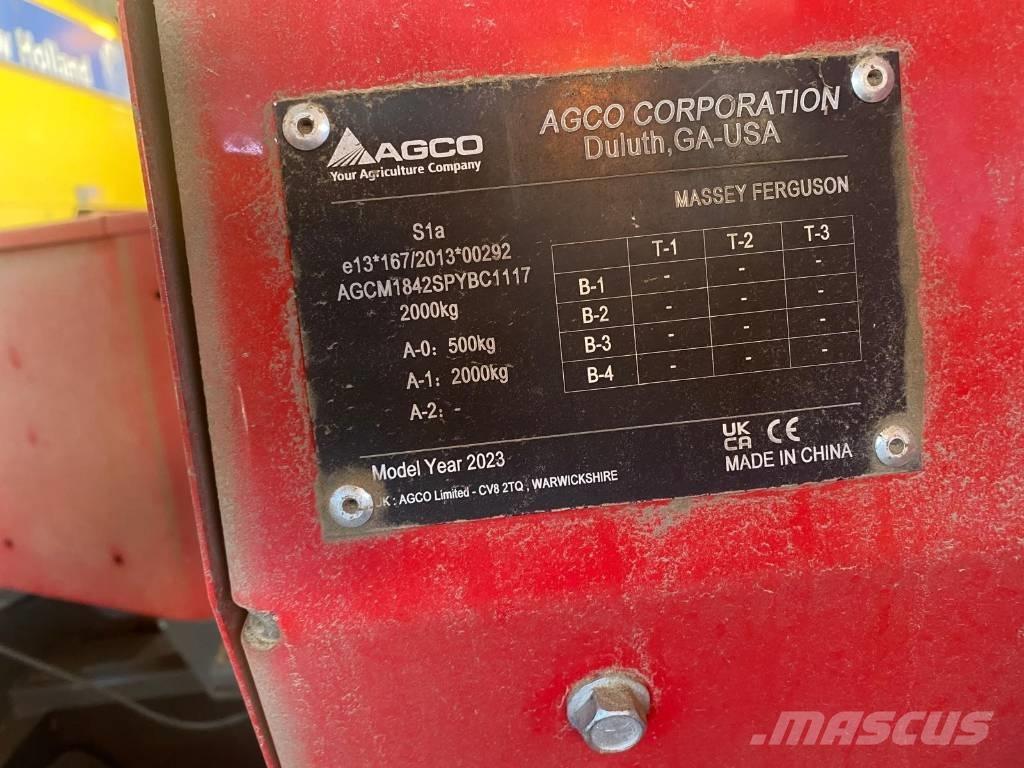 w Holland
AGCO
Your Agriculture Company
AGCO CORPORATION
Duluth, GA-USA
MASSEY FERGUSON
S1a
e13*167/2013*00292
AGCM1842SPYBC1117
2000kg
A-0: 500kg
A-1: 2000kg
A-2: -
T-1 T-2 T-3
B-1 - - -
B-2 - - -
B-3 - - -
B-4 - - -
Model Year 2023
UK
CA CE
MADE IN CHINA
UK : AGCO Limited - CV8 2TQ , WARWICKSHIRE
MASCUS